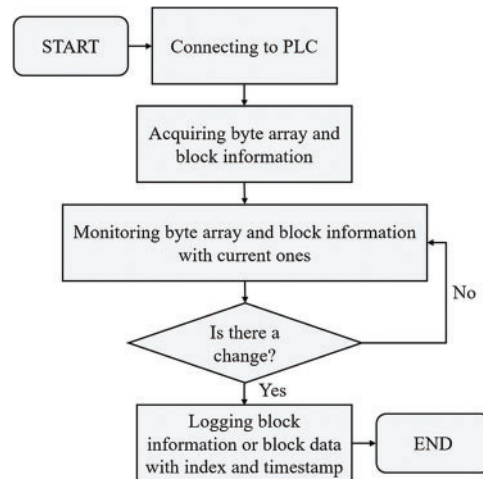 START
Connecting to PLC
Acquiring byte array and
block information
Monitoring byte array and block information
with current ones
No
Is there a
change?
Yes
Logging block
information or block data
with index and timestamp
END